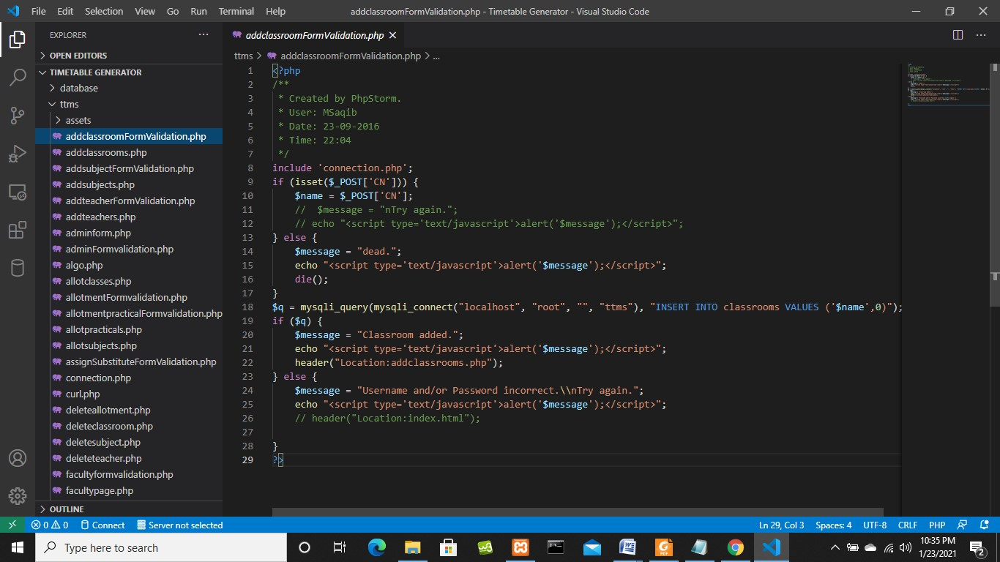 File Edit Selection View Go Run Terminal Help
addclassroomFormValidation.php - Timetable Generator - Visual Studio Code
EXPLORER
OPEN EDITORS
TIMETABLE GENERATOR
database
ttms
assets
addclassroomFormValidation.php
addclassrooms.php
addsubjectFormValidation.php
addsubjects.php
addteacherFormValidation.php
addteachers.php
adminform.php
adminFormvalidation.php
algo.php
allotclasses.php
allotmentFormvalidation.php
allotmentpracticalFormvalidation.php
allotpracticals.php
allotsubjects.php
assignSubstituteFormValidation.php
connection.php
curl.php
deleteallotment.php
deleteclassroom.php
deletesubject.php
deleteteacher.php
facultyformvalidation.php
facultypage.php
OUTLINE
addclassroomFormValidation.php
ttms > addclassroomFormValidation.php > ...
1 <?php
2 /**
3  * Created by PhpStorm.
4  * User: MSaqib
5  * Date: 23-09-2016
6  * Time: 22:04
7  */
8 include 'connection.php';
9 if (isset($_POST['CN'])) {
10     $name = $_POST['CN'];
11     //  $message = "nTry again.";
12     // echo "<script type='text/javascript'>alert('$message');</script>";
13 } else {
14     $message = "dead.";
15     echo "<script type='text/javascript'>alert('$message');</script>";
16     die();
17 }
18 $q = mysqli_query(mysqli_connect("localhost", "root", "", "ttms"), "INSERT INTO classrooms VALUES ('$name',0)");
19 if ($q) {
20     $message = "Classroom added.";
21     echo "<script type='text/javascript'>alert('$message');</script>";
22     header("Location:addclassrooms.php");
23 } else {
24     $message = "Username and/or Password incorrect.\\nTry again.";
25     echo "<script type='text/javascript'>alert('$message');</script>";
26     // header("Location:index.html");
27
28 }
29 ?>
0 0 Connect Server not selected
Ln 29, Col 3 Spaces: 4 UTF-8 CRLF PHP
Type here to search
10:35 PM
1/23/2021
2